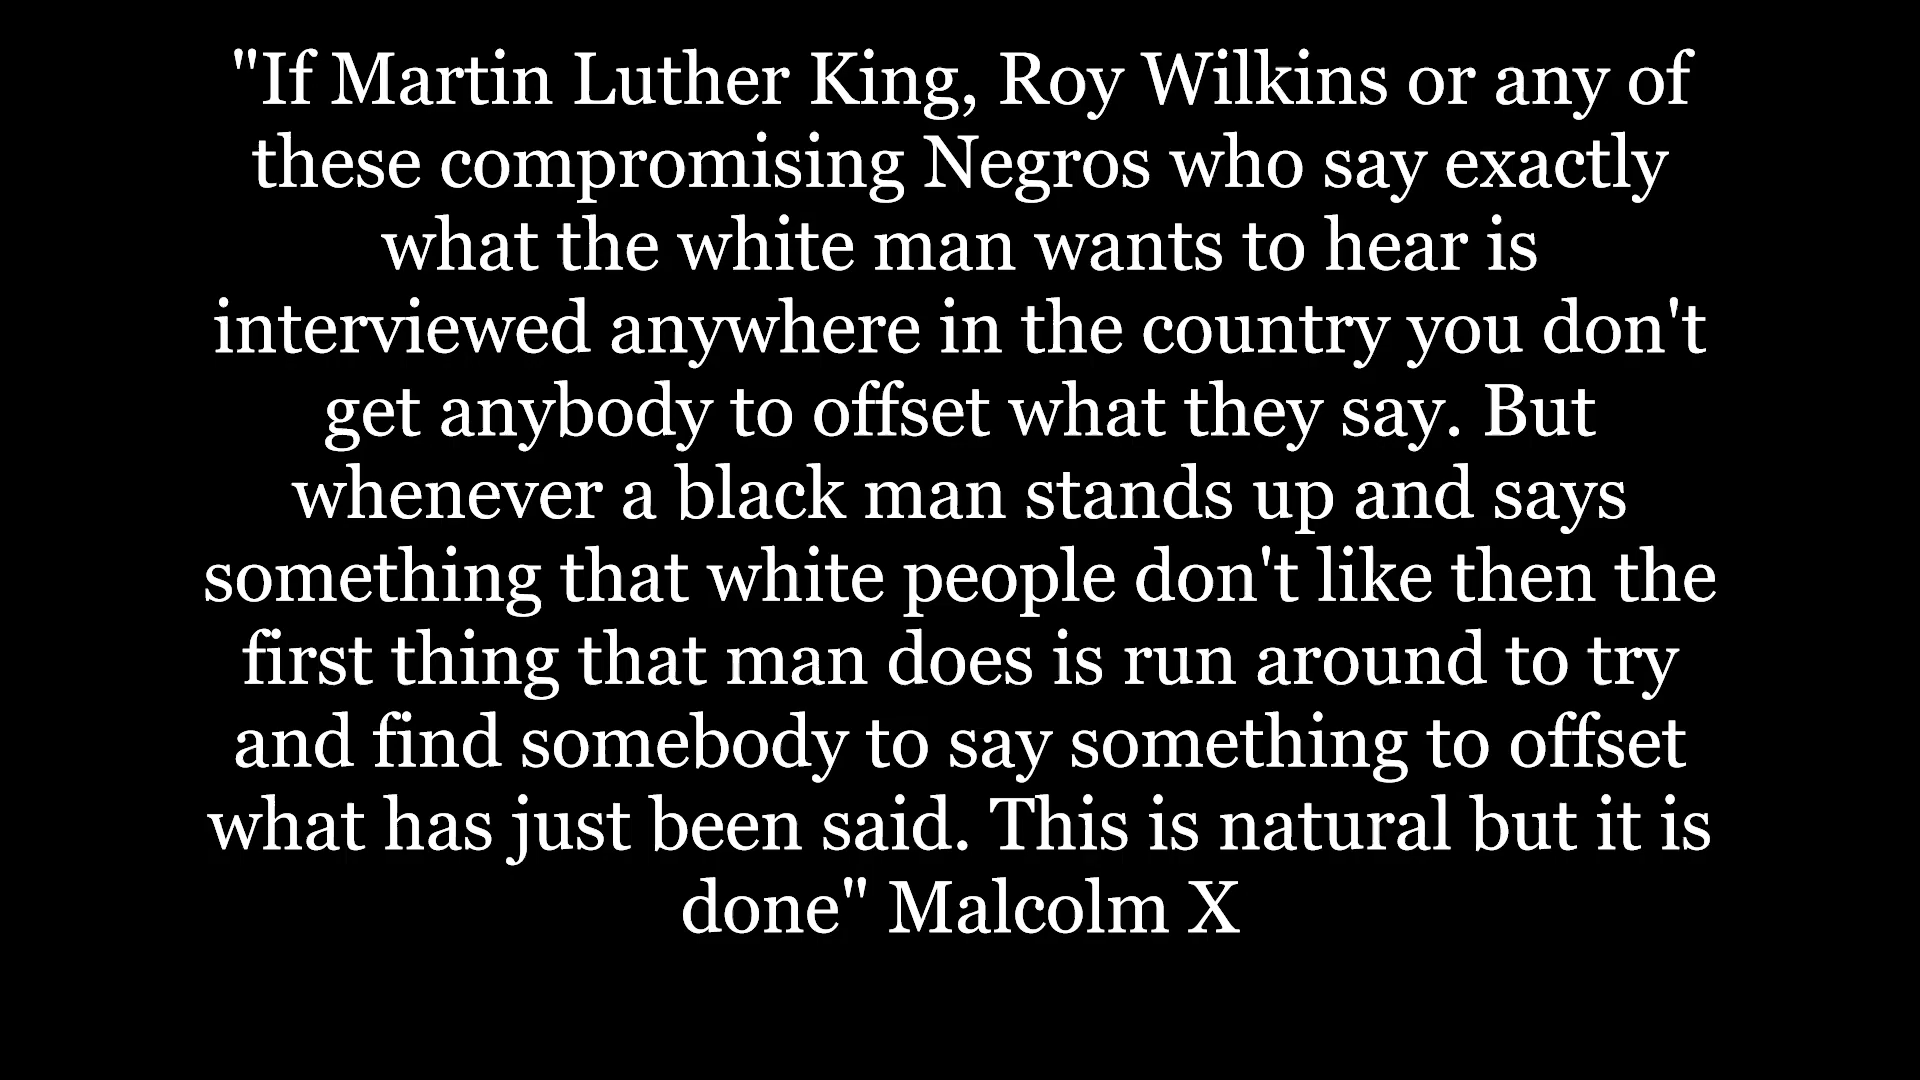 "If Martin Luther King, Roy Wilkins or any of
these compromising Negros who say exactly
what the white man wants to hear is
interviewed anywhere in the country you don't
get anybody to offset what they say. But
whenever a black man stands up and says
something that white people don't like then the
first thing that man does is run around to try
and find somebody to say something to offset
what has just been said. This is natural but it is
done" Malcolm X